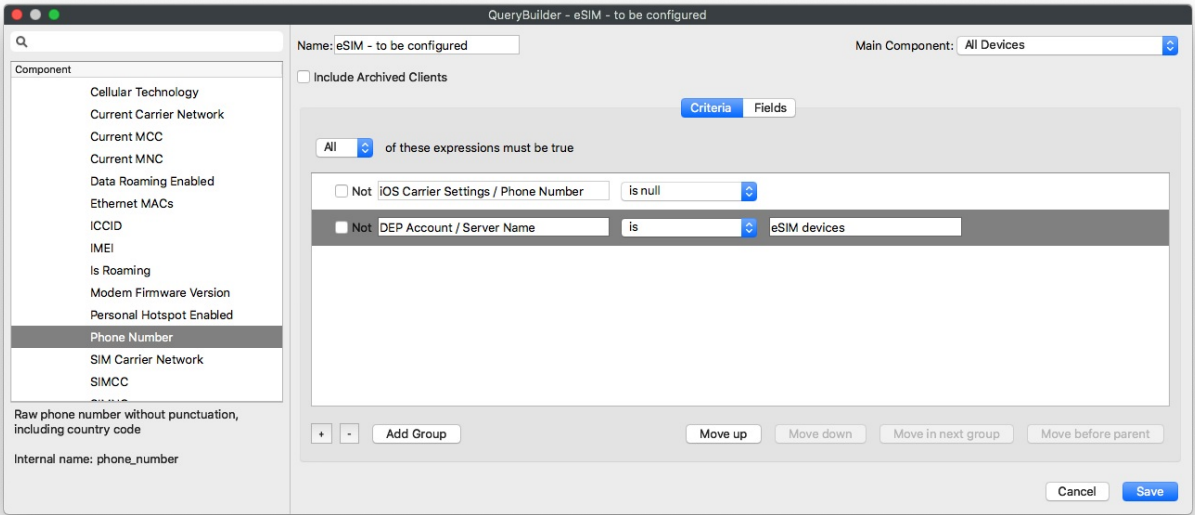 QueryBuilder - eSIM - to be configured
Name: eSIM - to be configured
Main Component: All Devices
Include Archived Clients
Component
Cellular Technology
Current Carrier Network
Current MCC
Current MNC
Data Roaming Enabled
Ethernet MACs
ICCID
IMEI
Is Roaming
Modem Firmware Version
Personal Hotspot Enabled
Phone Number
SIM Carrier Network
SIMCC
Raw phone number without punctuation,
including country code
Internal name: phone_number
Criteria Fields
All of these expressions must be true
Not iOS Carrier Settings / Phone Number is null
Not DEP Account / Server Name is eSIM devices
+ - Add Group Move up Move down Move in next group Move before parent
Cancel Save